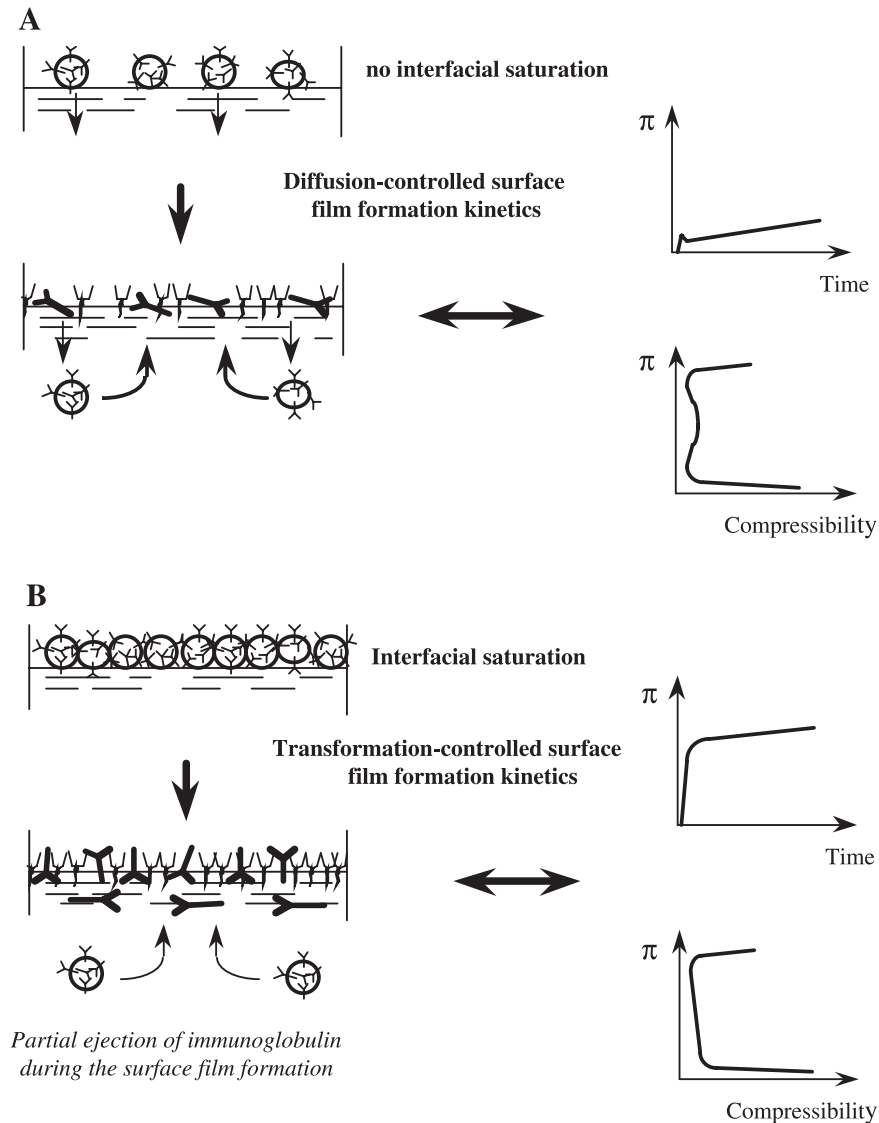 A
no interfacial saturation
Diffusion-controlled surface
film formation kinetics
π
Time
π
Compressibility
B
Interfacial saturation
Transformation-controlled surface
film formation kinetics
π
Time
Partial ejection of immunoglobulin
during the surface film formation
π
Compressibility